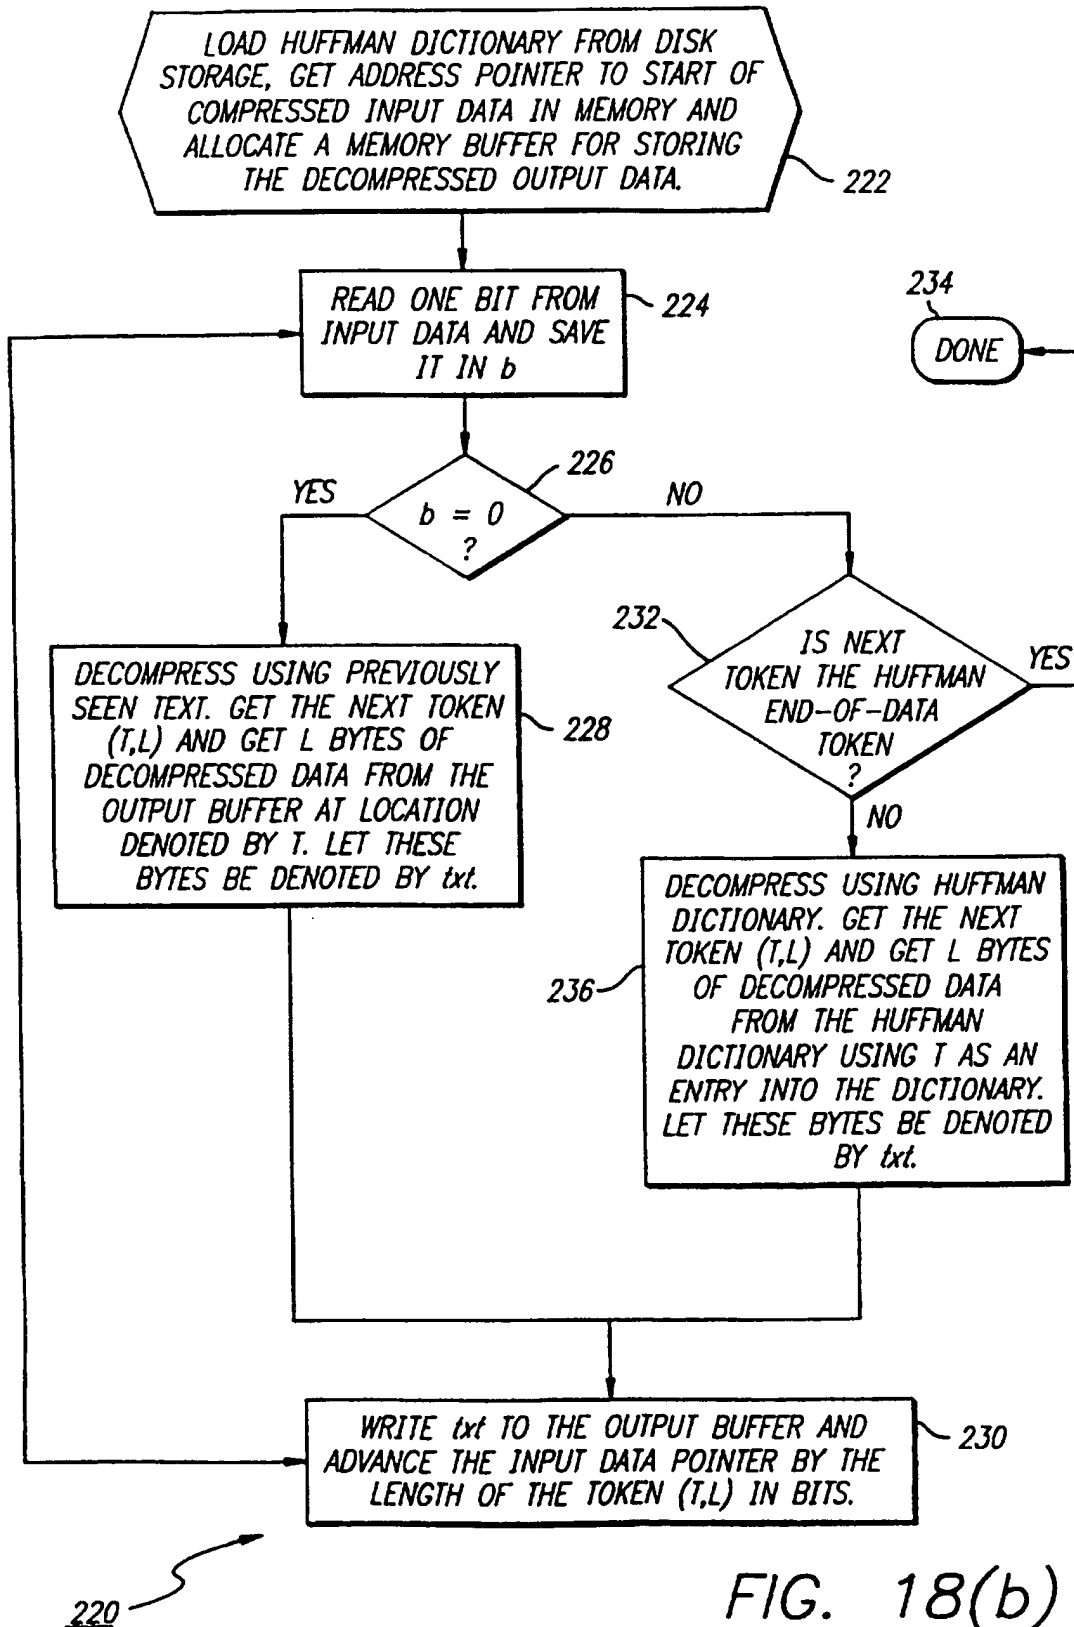 LOAD HUFFMAN DICTIONARY FROM DISK
STORAGE, GET ADDRESS POINTER TO START OF
COMPRESSED INPUT DATA IN MEMORY AND
ALLOCATE A MEMORY BUFFER FOR STORING
THE DECOMPRESSED OUTPUT DATA.
222
READ ONE BIT FROM
INPUT DATA AND SAVE
IT IN b
224
234
DONE
226
YES
b = 0
?
NO
232
IS NEXT
TOKEN THE HUFFMAN
END-OF-DATA
TOKEN
?
YES
NO
DECOMPRESS USING PREVIOUSLY
SEEN TEXT. GET THE NEXT TOKEN
(T,L) AND GET L BYTES OF
DECOMPRESSED DATA FROM THE
OUTPUT BUFFER AT LOCATION
DENOTED BY T. LET THESE
BYTES BE DENOTED BY txt.
228
DECOMPRESS USING HUFFMAN
DICTIONARY. GET THE NEXT
TOKEN (T,L) AND GET L BYTES
OF DECOMPRESSED DATA
FROM THE HUFFMAN
DICTIONARY USING T AS AN
ENTRY INTO THE DICTIONARY.
LET THESE BYTES BE DENOTED
BY txt.
236
WRITE txt TO THE OUTPUT BUFFER AND
ADVANCE THE INPUT DATA POINTER BY THE
LENGTH OF THE TOKEN (T,L) IN BITS.
230
220
FIG. 18(b)